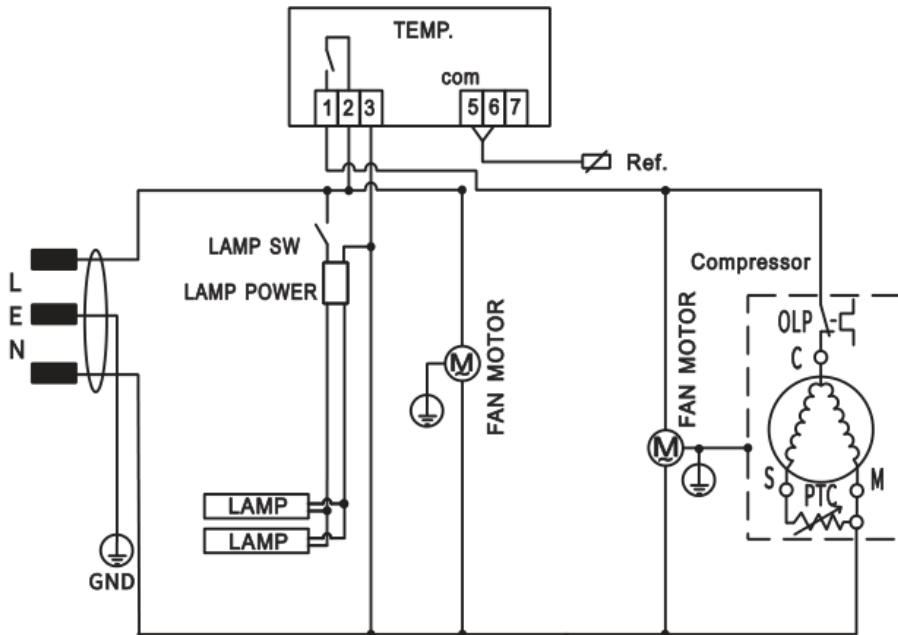 TEMP.
com
1 2 3
5 6 7
Ref.
LAMP SW
LAMP POWER
Compressor
L
E
N
OLP
C
M
FAN MOTOR
M
FAN MOTOR
S
PTC
M
LAMP
LAMP
GND